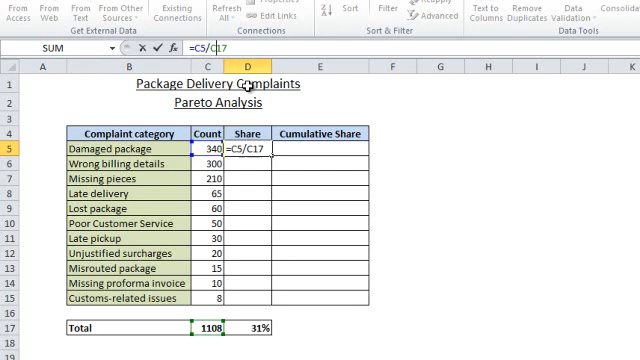 Properties
From Access
From Web
From Text
From Other Sources
Existing Connections
Refresh All
Edit Links
Sort
Filter
Reapply
Advanced
Text to Columns
Remove Duplicates
Data Validation
Consolidate
Get External Data
Connections
Sort & Filter
Data Tools
SUM
=C5/C17
A B C D E F G H I J K
1 Package Delivery Complaints
2 Pareto Analysis
3
4 Complaint category Count Share Cumulative Share
5 Damaged package 340 =C5/C17
6 Wrong billing details 300
7 Missing pieces 210
8 Late delivery 65
9 Lost package 60
10 Poor Customer Service 50
11 Late pickup 30
12 Unjustified surcharges 20
13 Misrouted package 15
14 Missing proforma invoice 10
15 Customs-related issues 8
16
17 Total 1108 31%
18
19